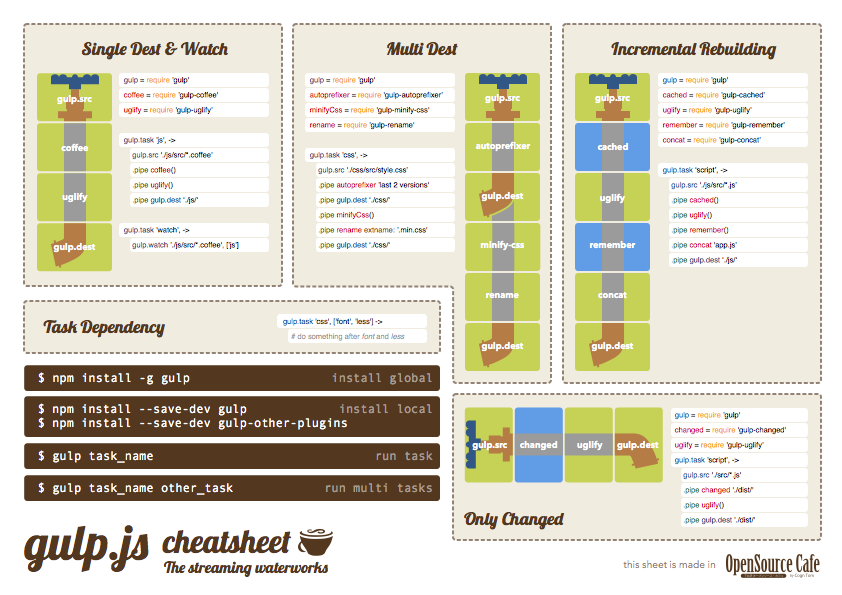 Single Dest & Watch
gulp.src
coffee
uglify
gulp.dest
gulp = require 'gulp'
coffee = require 'gulp-coffee'
uglify = require 'gulp-uglify'
gulp.task 'js', ->
gulp.src './js/src/*.coffee'
.pipe coffee()
.pipe uglify()
.pipe gulp.dest './js/'
gulp.task 'watch', ->
gulp.watch './js/src/*.coffee', ['js']
Multi Dest
gulp = require 'gulp'
autoprefixer = require 'gulp-autoprefixer'
minifyCss = require 'gulp-minify-css'
rename = require 'gulp-rename'
gulp.task 'css', ->
gulp.src './css/src/style.css'
.pipe autoprefixer 'last 2 versions'
.pipe gulp.dest './css/'
.pipe minifyCss()
.pipe rename extname: '.min.css'
.pipe gulp.dest './css/'
gulp.src
autoprefixer
gulp.dest
minify-css
rename
gulp.dest
Incremental Rebuilding
gulp.src
cached
uglify
remember
concat
gulp.dest
gulp = require 'gulp'
cached = require 'gulp-cached'
uglify = require 'gulp-uglify'
remember = require 'gulp-remember'
concat = require 'gulp-concat'
gulp.task 'script', ->
gulp.src './js/src/*.js'
.pipe cached()
.pipe uglify()
.pipe remember()
.pipe concat 'app.js'
.pipe gulp.dest './js/'
Task Dependency
gulp.task 'css', ['font', 'less'] ->
# do something after font and less
$ npm install -g gulp install global
$ npm install --save-dev gulp install local
$ npm install --save-dev gulp-other-plugins
$ gulp task_name run task
$ gulp task_name other_task run multi tasks
gulp.src changed uglify gulp.dest
Only Changed
gulp = require 'gulp'
changed = require 'gulp-changed'
uglify = require 'gulp-uglify'
gulp.task 'script', ->
gulp.src './src/*.js'
.pipe changed './dist/'
.pipe uglify()
.pipe gulp.dest './dist/'
gulp.js cheatsheet
The streaming waterworks
this sheet is made in OpenSource Cafe